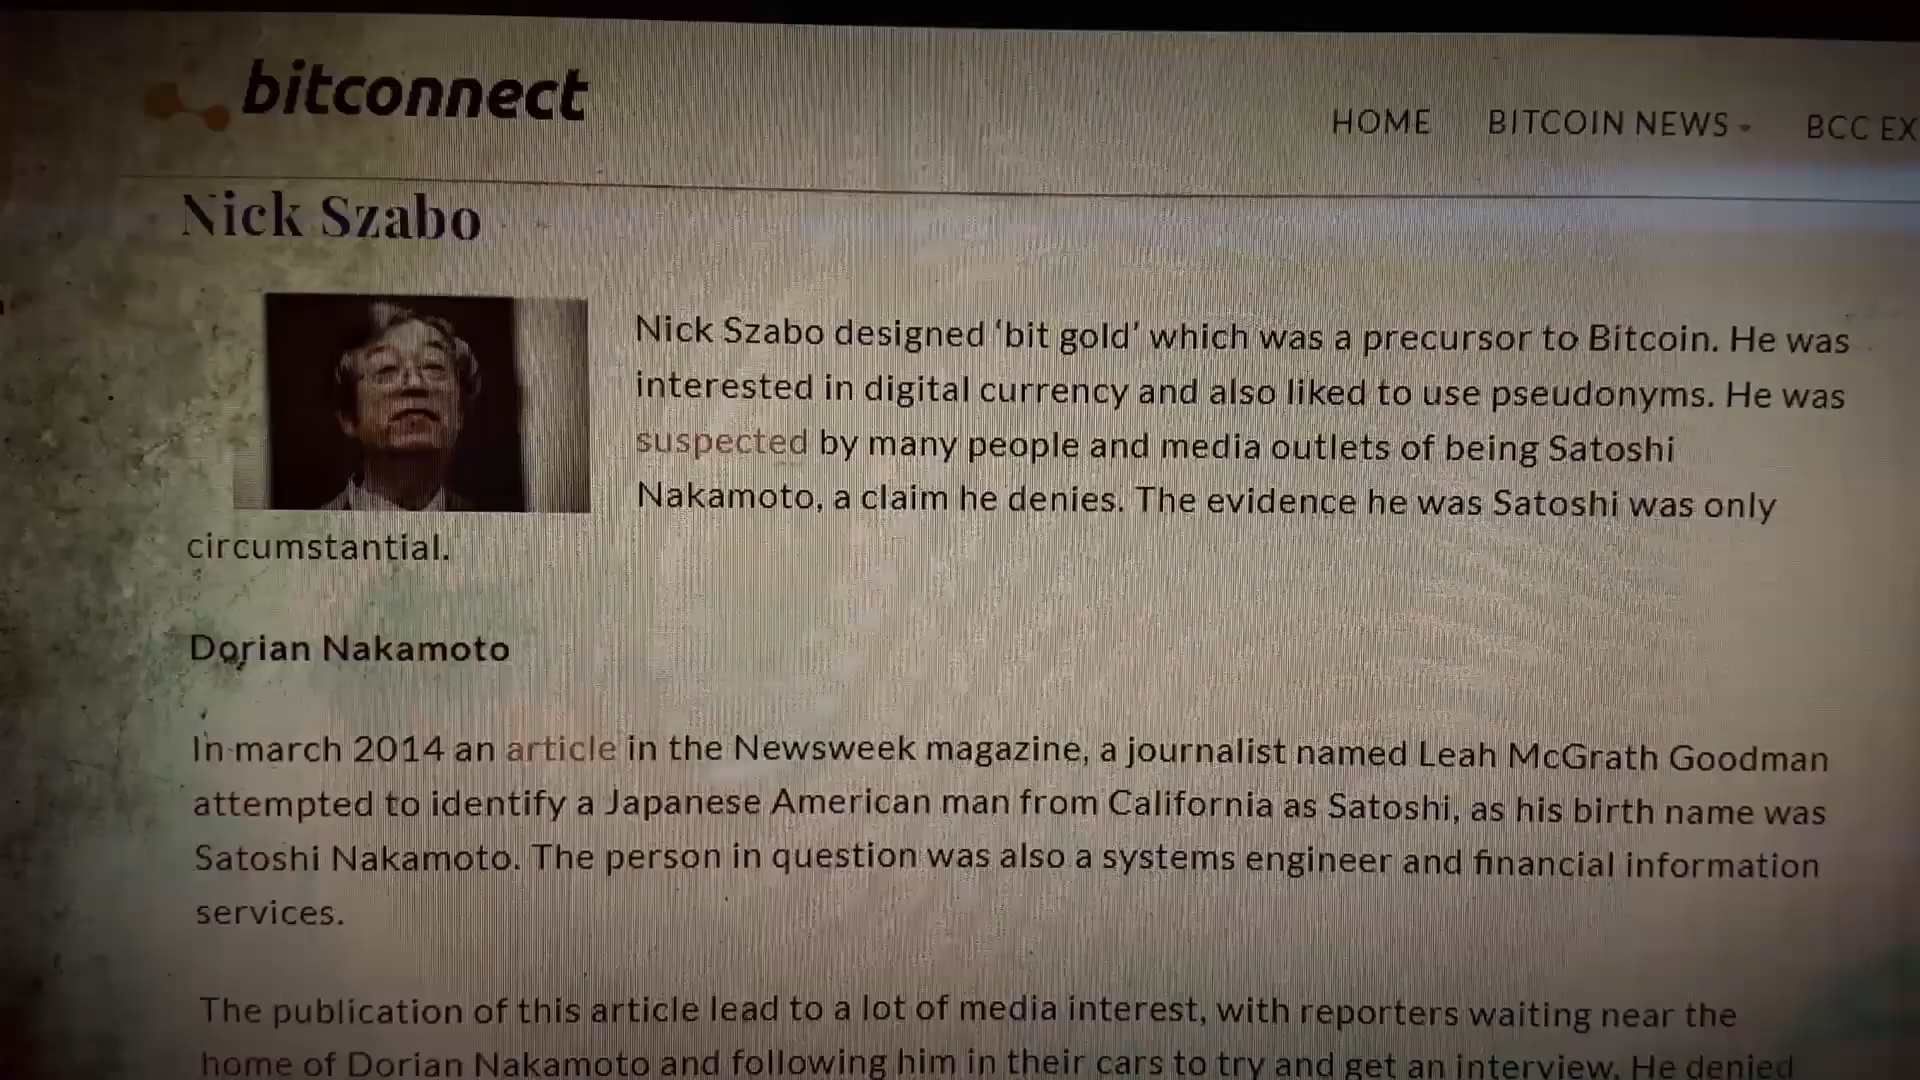 bitconnect
HOME BITCOIN NEWS BCC EX
Nick Szabo
Nick Szabo designed ‘bit gold’ which was a precursor to Bitcoin. He was
interested in digital currency and also liked to use pseudonyms. He was
suspected by many people and media outlets of being Satoshi
Nakamoto, a claim he denies. The evidence he was Satoshi was only
circumstantial.
Dorian Nakamoto
In march 2014 an article in the Newsweek magazine, a journalist named Leah McGrath Goodman
attempted to identify a Japanese American man from California as Satoshi, as his birth name was
Satoshi Nakamoto. The person in question was also a systems engineer and financial information
services.
The publication of this article lead to a lot of media interest, with reporters waiting near the
home of Dorian Nakamoto and following him in their cars to try and get an interview. He denied